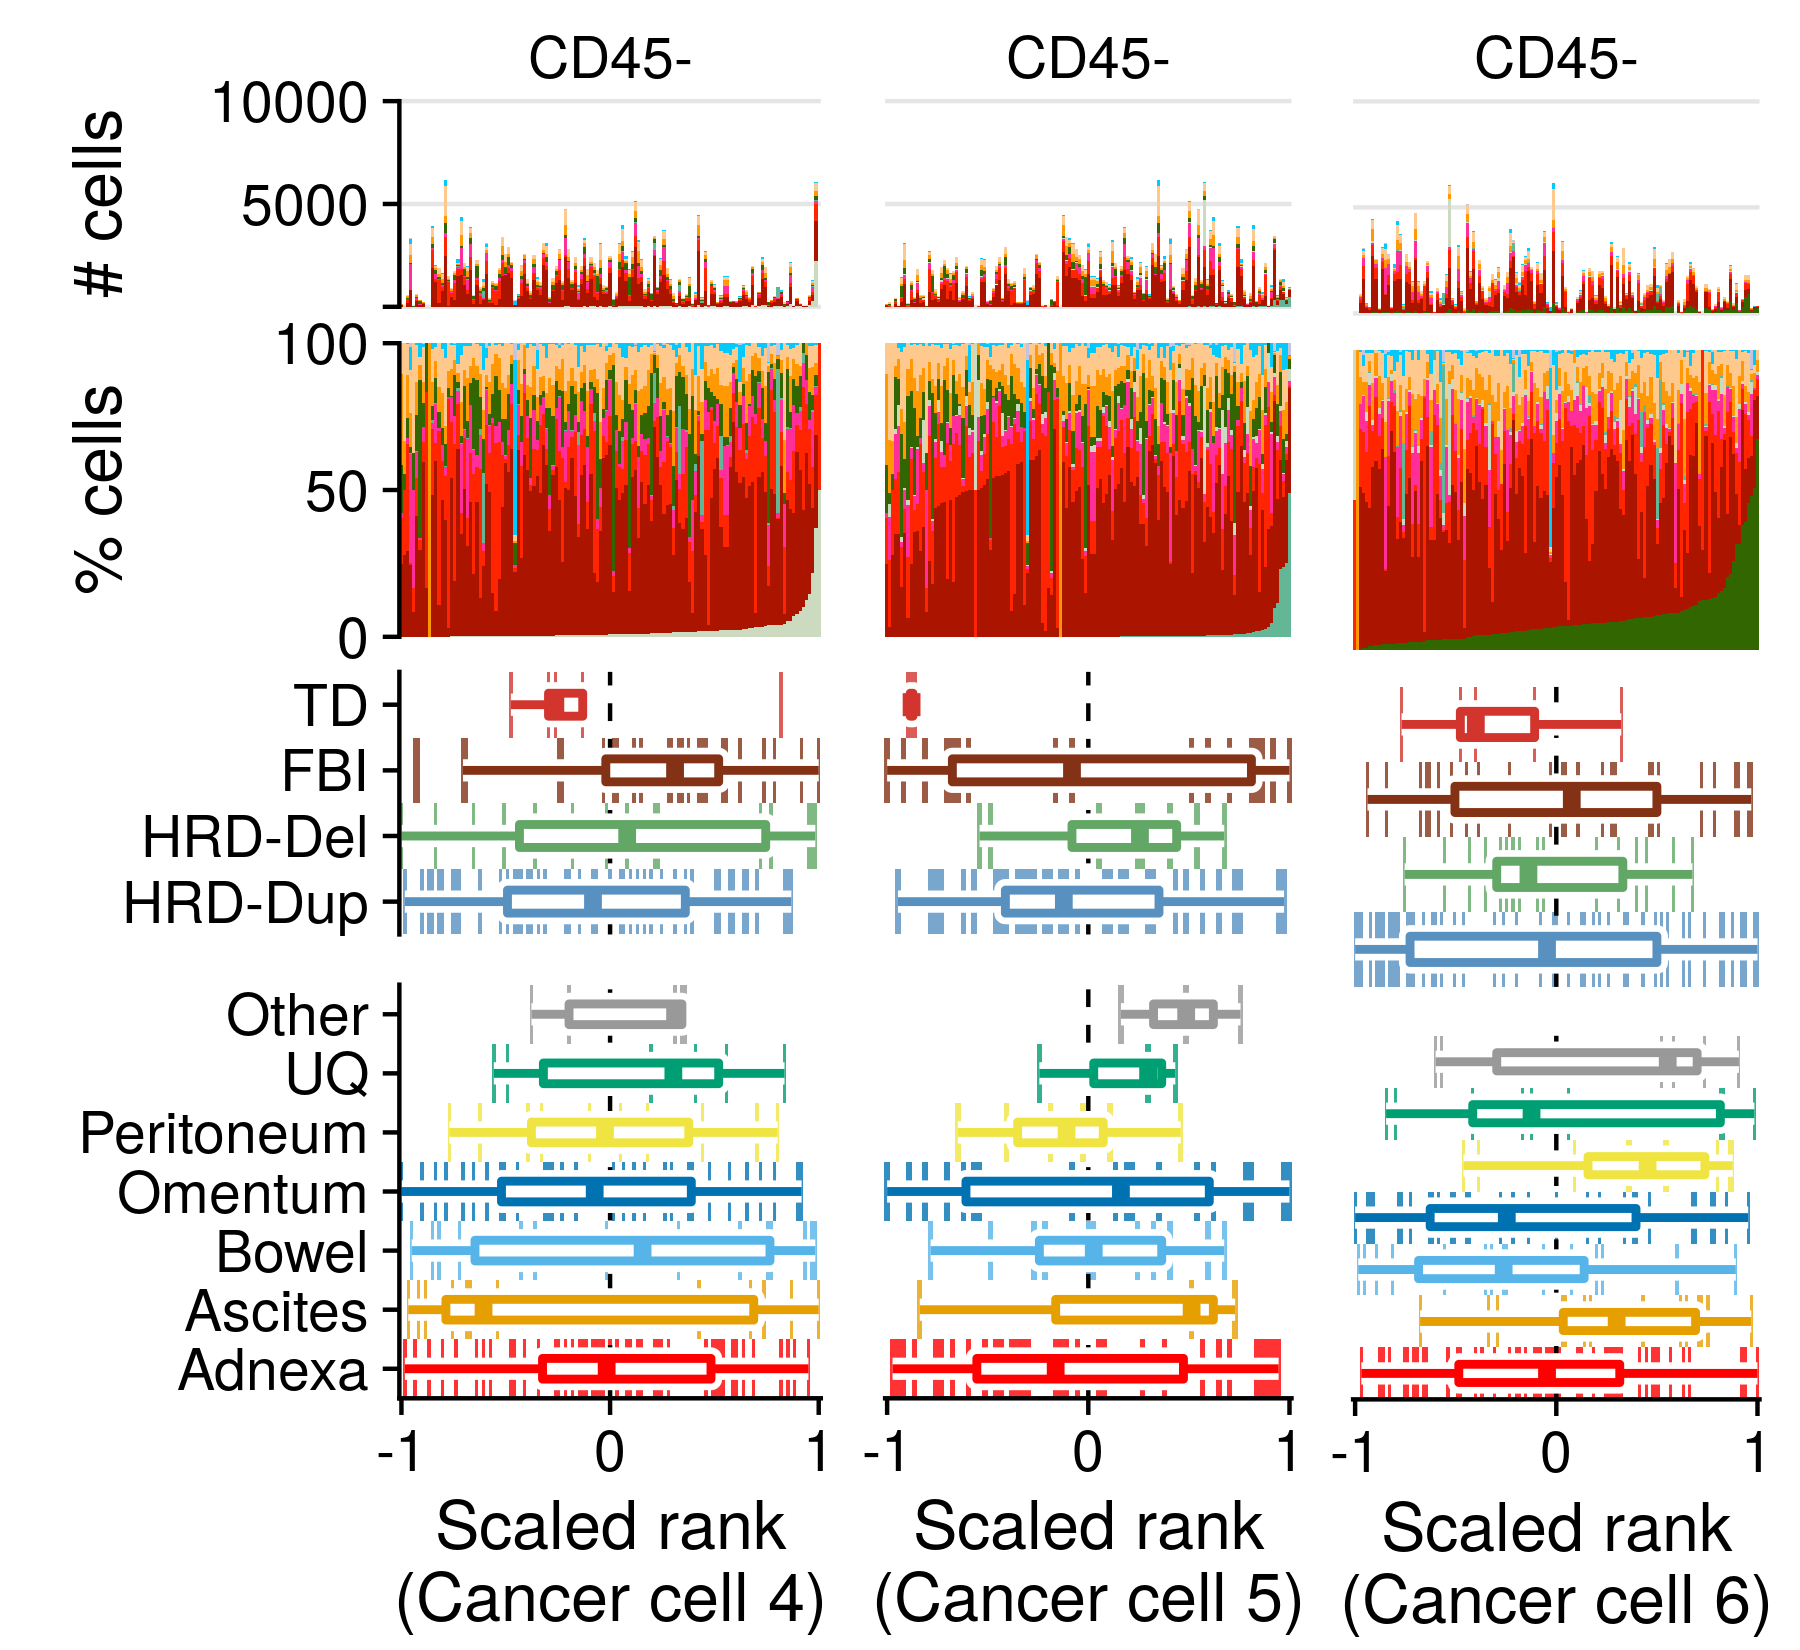 CD45- CD45- CD45-
# cells
10000
5000
% cells
100
50
0
TD
FBI
HRD-Del
HRD-Dup
Other
UQ
Peritoneum
Omentum
Bowel
Ascites
Adnexa
-1 0 1 -1 0 1 -1 0 1
Scaled rank Scaled rank Scaled rank
(Cancer cell 4) (Cancer cell 5) (Cancer cell 6)